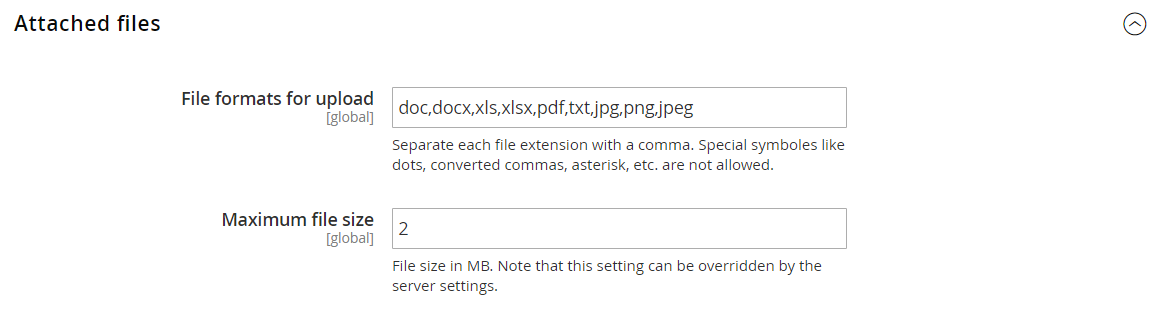 Attached files
File formats for upload
[global]
doc,docx,xls,xlsx,pdf,txt,jpg,png,jpeg
Separate each file extension with a comma. Special symboles like
dots, converted commas, asterisk, etc. are not allowed.
Maximum file size
[global]
2
File size in MB. Note that this setting can be overridden by the
server settings.